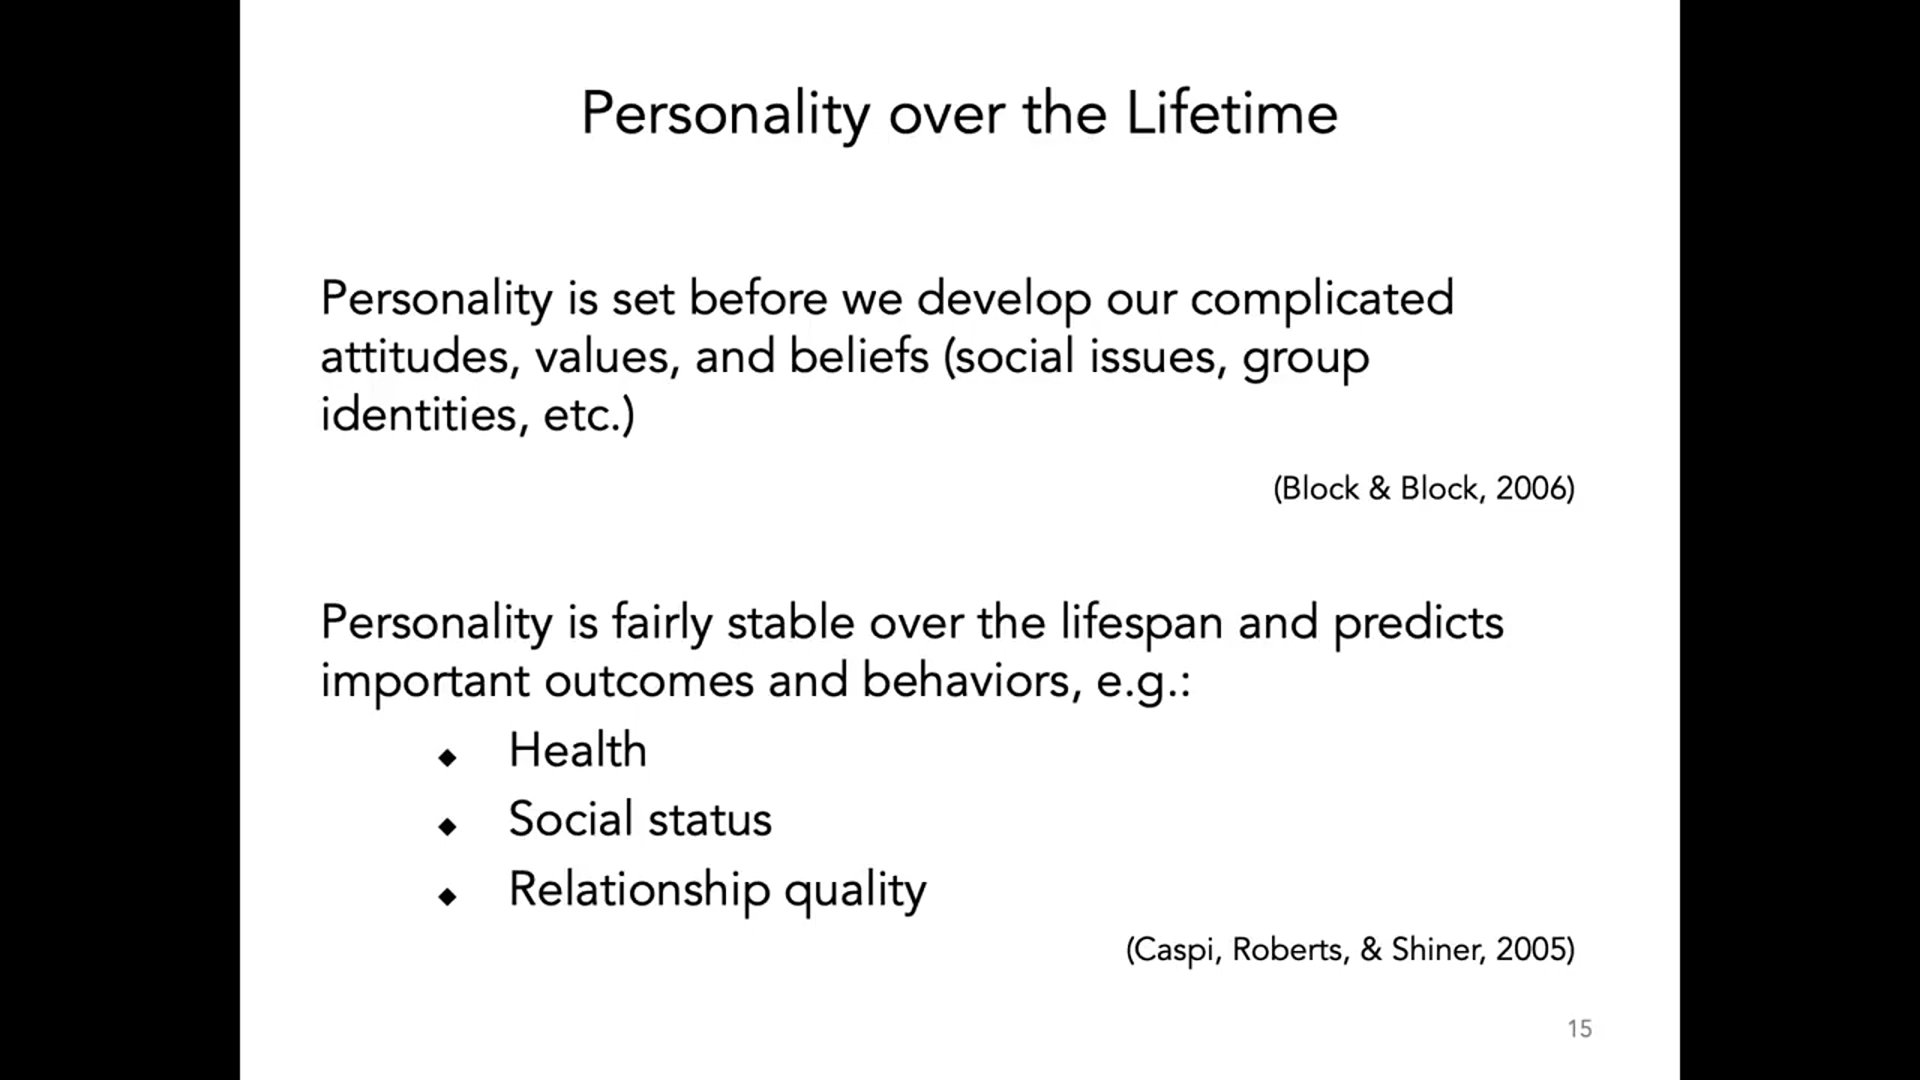 Personality over the Lifetime
Personality is set before we develop our complicated
attitudes, values, and beliefs (social issues, group
identities, etc.)
(Block & Block, 2006)
Personality is fairly stable over the lifespan and predicts
important outcomes and behaviors, e.g.:
◆ Health
◆ Social status
◆ Relationship quality
(Caspi, Roberts, & Shiner, 2005)
15